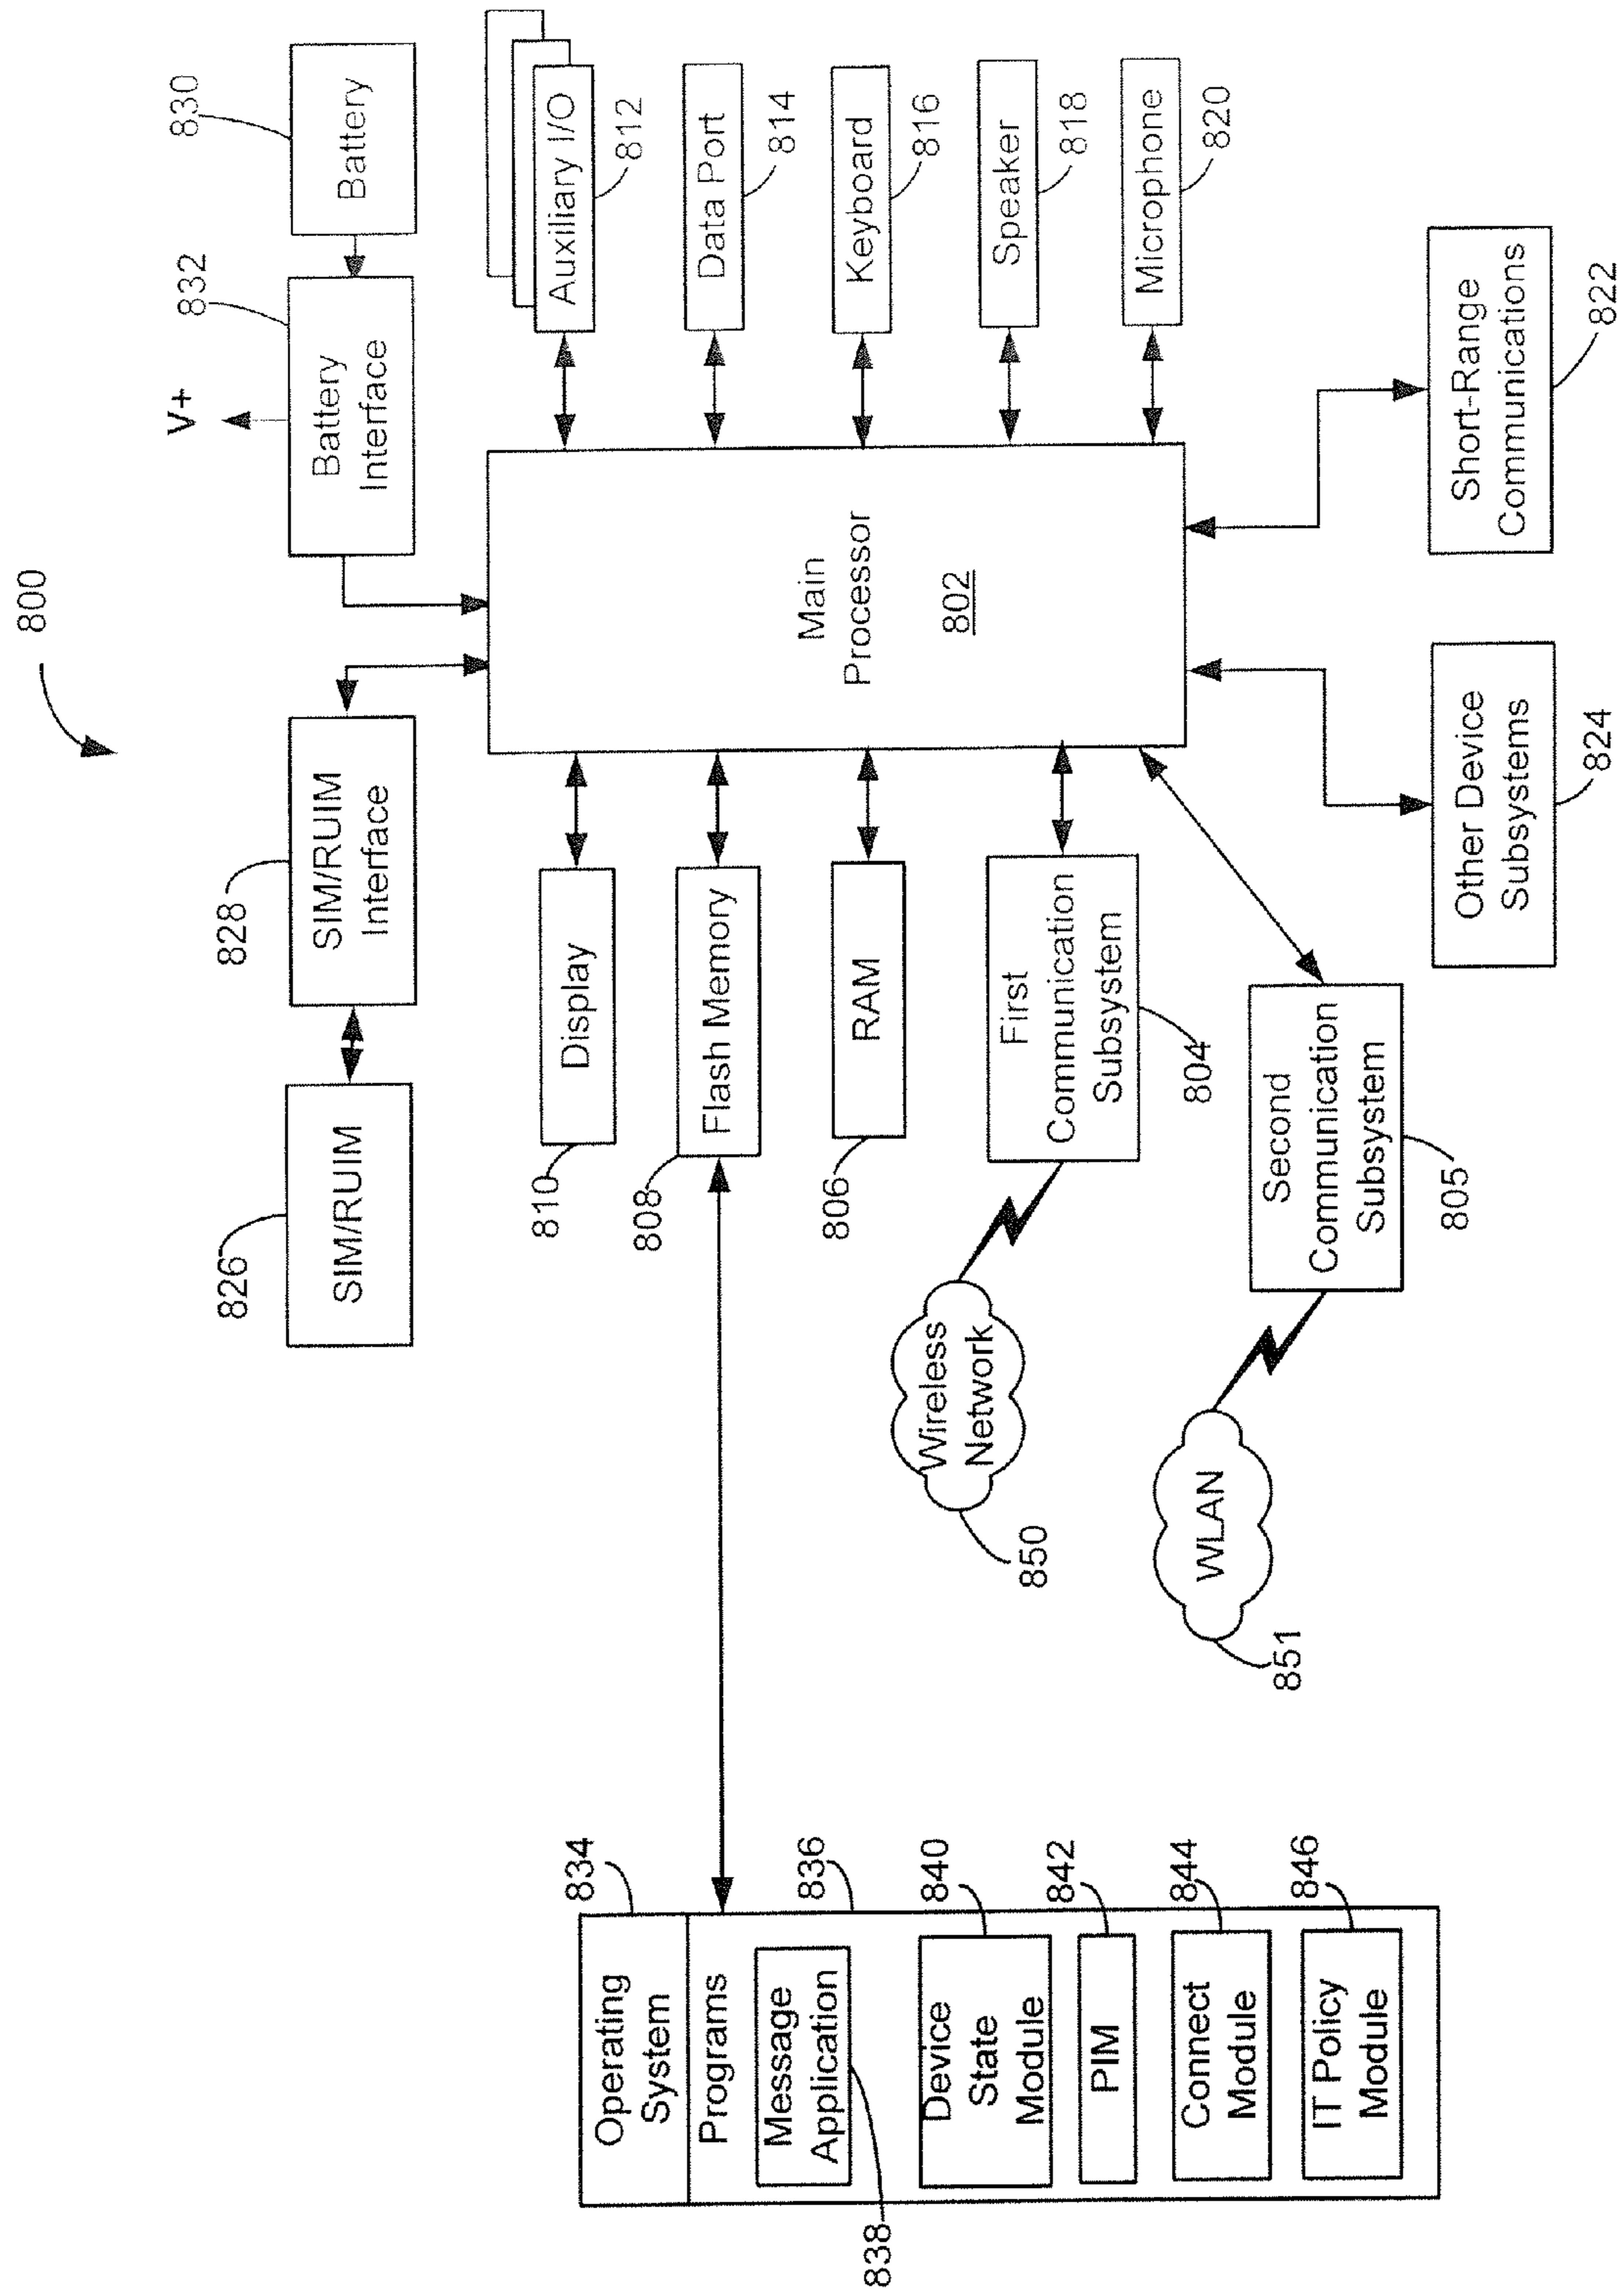 800
826
SIM/RUIM
828
SIM/RUIM
Interface
V+
832
Battery
Interface
830
Battery
834
Operating
System
Programs
836
Message
Application
838
Device
State
Module
840
PIM
842
Connect
Module
844
IT Policy
Module
846
810
Display
808
Flash Memory
806
RAM
First
Communication
Subsystem
804
Wireless
Network
850
Second
Communication
Subsystem
805
WLAN
851
Main
Processor
802
Auxiliary I/O
812
Data Port
814
Keyboard
816
Speaker
818
Microphone
820
Other Device
Subsystems
824
Short-Range
Communications
822